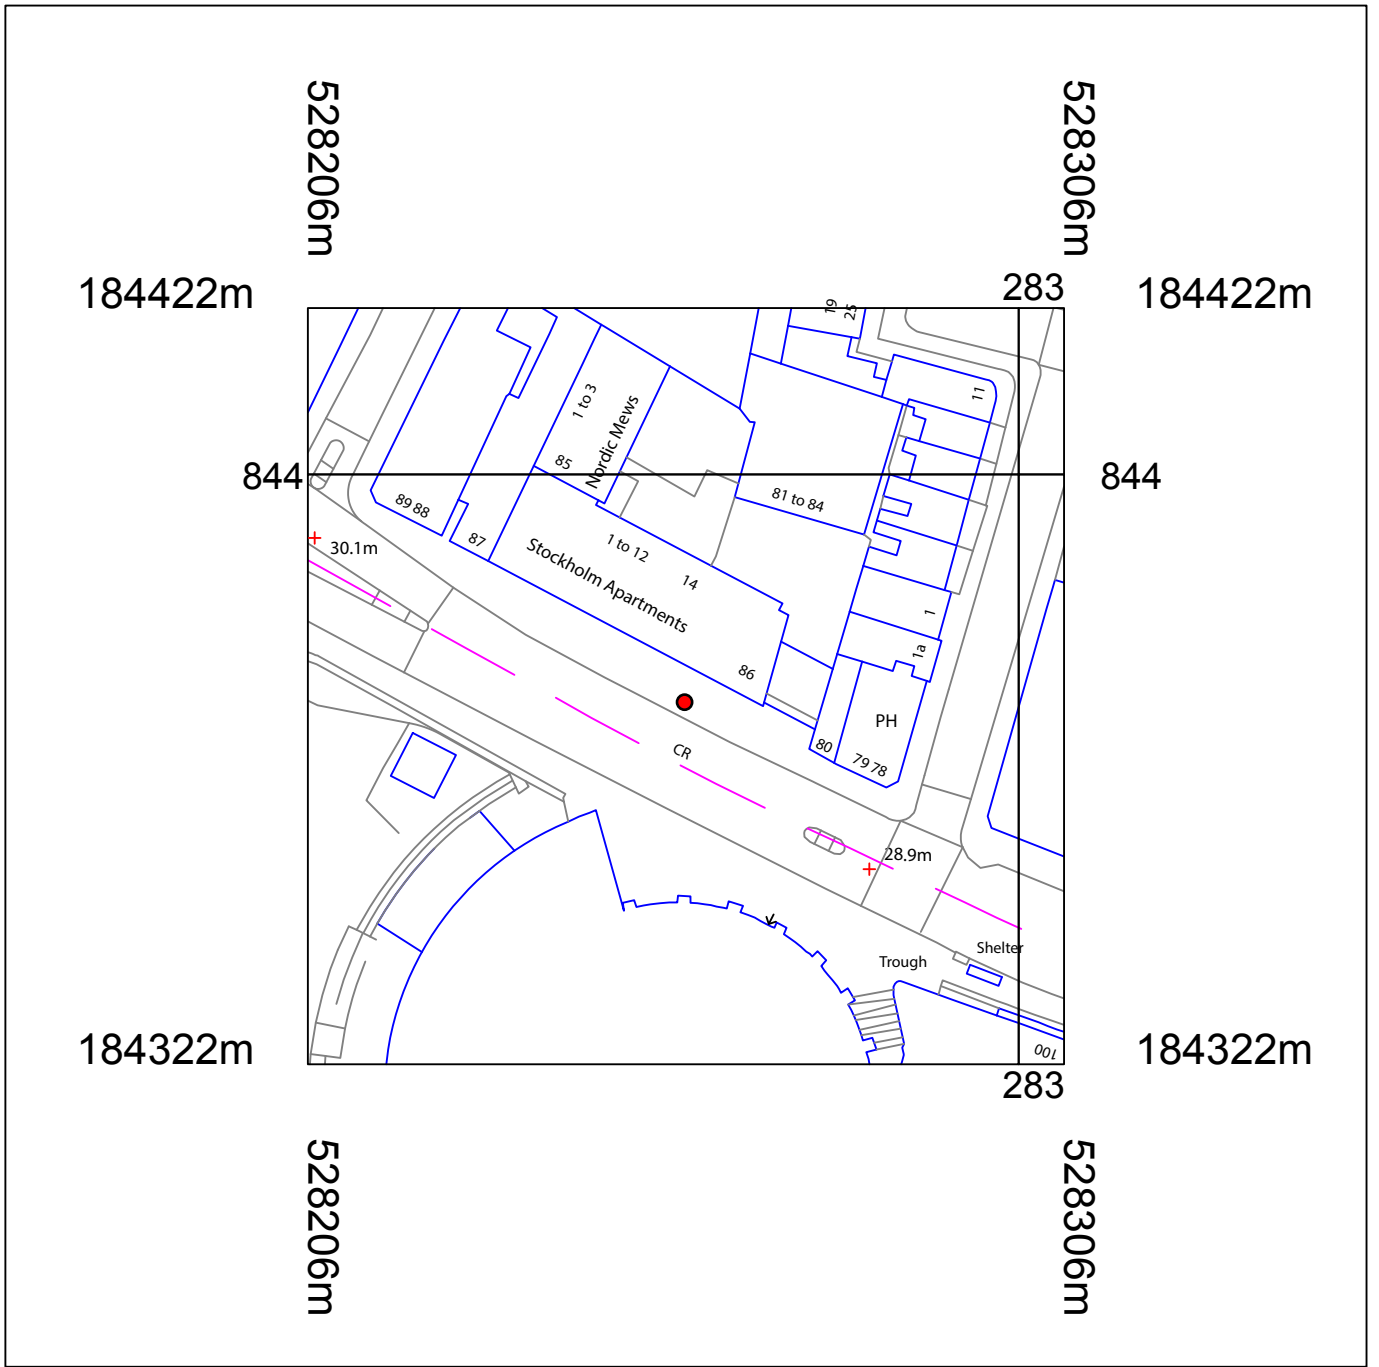 528206m
528306m
184422m
283
184422m
19
25
11
1 to 3
Nordic Mews
85
844
844
89 88
81 to 84
87
30.1m
1 to 12
Stockholm Apartments
14
1
1a
86
PH
80
79 78
CR
28.9m
Shelter
Trough
184322m
100
184322m
283
528206m
528306m